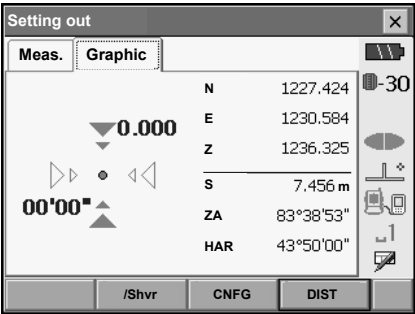 Setting out
Meas. Graphic
N 1227.424
E 1230.584
Z 1236.325
S 7.456 m
ZA 83°38'53"
HAR 43°50'00"
0.000
00'00"
-30
1
/Shvr CNFG DIST